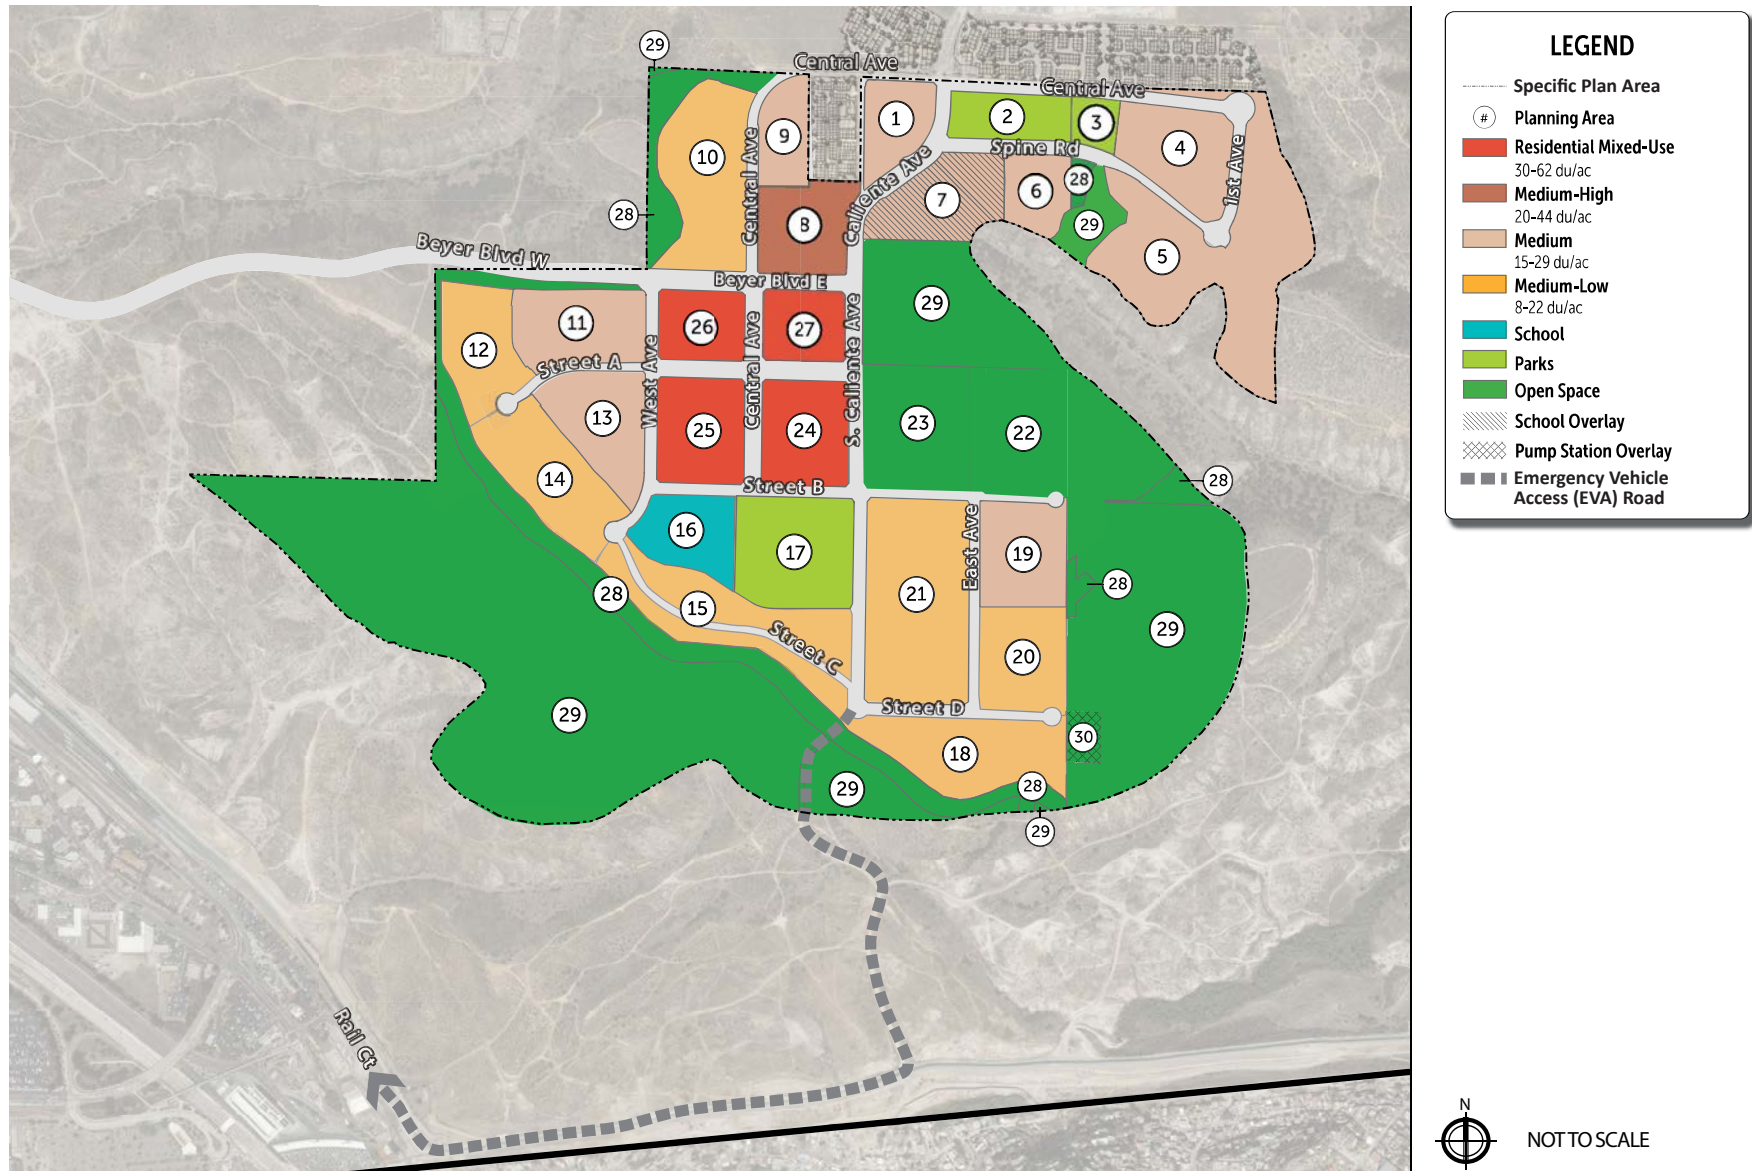 29
Central Ave
Central Ave
1
2
3
4
9
10
Central Ave
Spine Rd
1st Ave
Caliente Ave
7
6
28
29
5
8
28
Beyer Blvd W
Beyer Blvd E
29
12
11
26
27
Street A
West Ave
Central Ave
S. Caliente Ave
13
25
24
23
22
14
Street B
28
16
17
East Ave
19
28
28
15
21
29
Street C
20
29
Street D
30
18
28
29
29
Rail Ct
LEGEND
Specific Plan Area
# Planning Area
Residential Mixed-Use
30-62 du/ac
Medium-High
20-44 du/ac
Medium
15-29 du/ac
Medium-Low
8-22 du/ac
School
Parks
Open Space
School Overlay
Pump Station Overlay
Emergency Vehicle
Access (EVA) Road
N
NOT TO SCALE